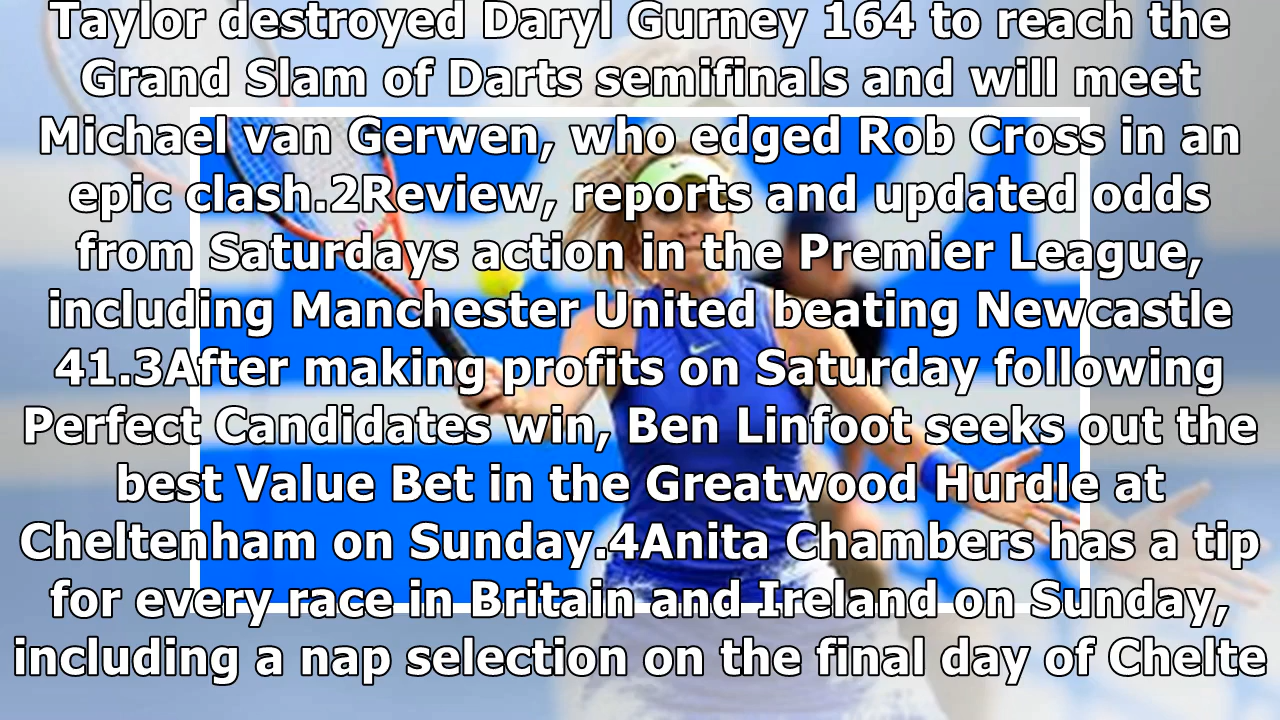 Taylor destroyed Daryl Gurney 164 to reach the
Grand Slam of Darts semifinals and will meet
Michael van Gerwen, who edged Rob Cross in an
epic clash.2Review, reports and updated odds
from Saturdays action in the Premier League,
including Manchester United beating Newcastle
41.3After making profits on Saturday following
Perfect Candidates win, Ben Linfoot seeks out the
best Value Bet in the Greatwood Hurdle at
Cheltenham on Sunday.4Anita Chambers has a tip
for every race in Britain and Ireland on Sunday,
including a nap selection on the final day of Chelte